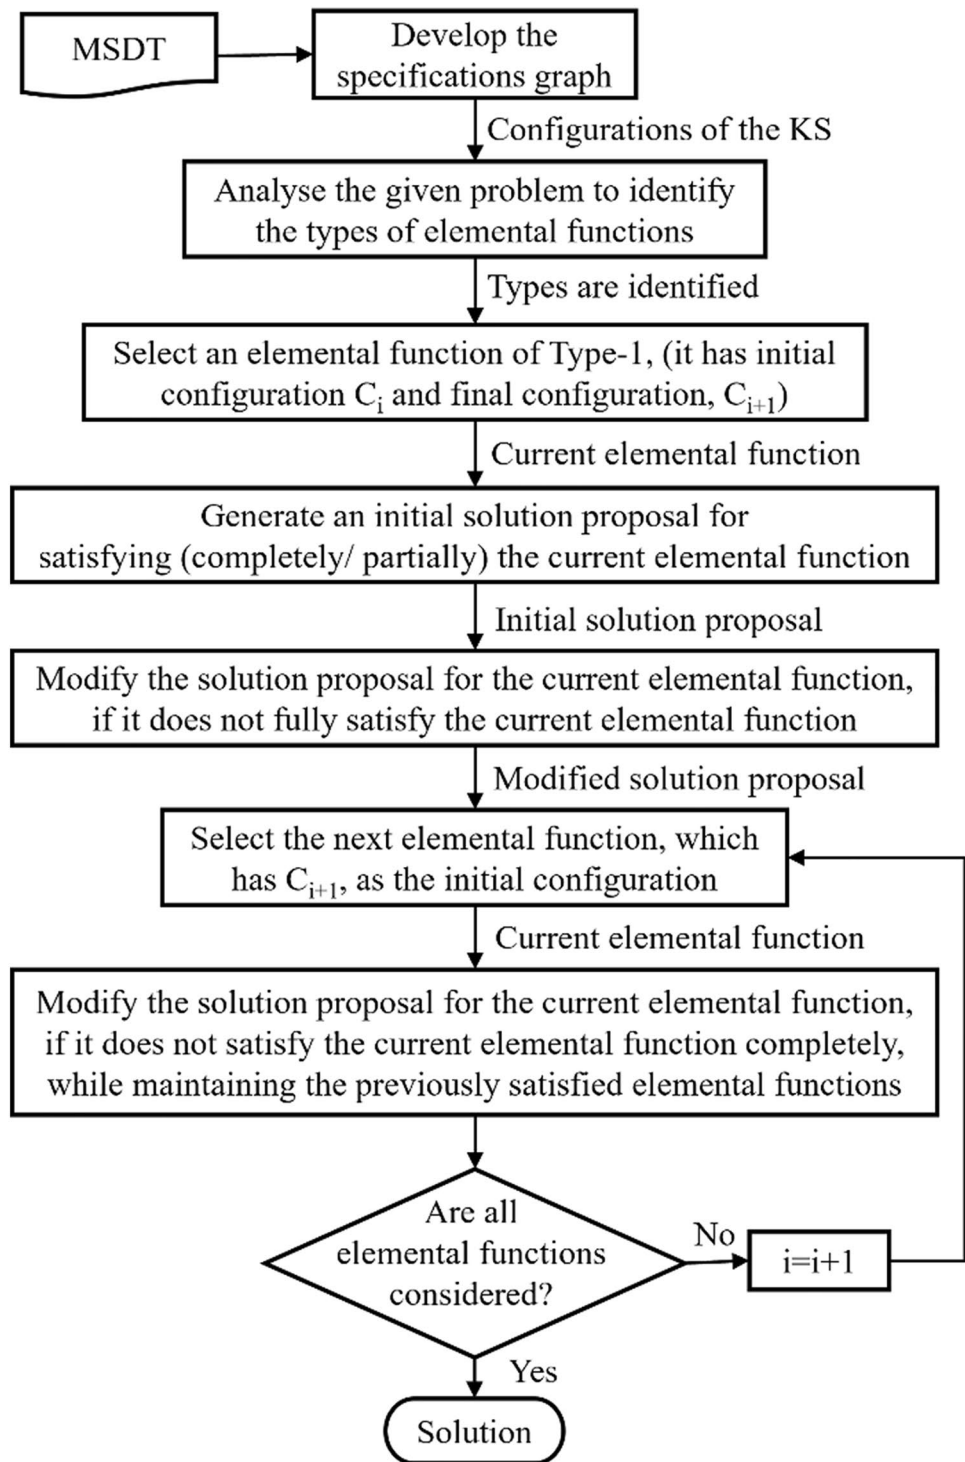 MSDT
Develop the
specifications graph
Configurations of the KS
Analyse the given problem to identify
the types of elemental functions
Types are identified
Select an elemental function of Type-1, (it has initial
configuration Cᵢ and final configuration, Cᵢ₊₁)
Current elemental function
Generate an initial solution proposal for
satisfying (completely/ partially) the current elemental function
Initial solution proposal
Modify the solution proposal for the current elemental function,
if it does not fully satisfy the current elemental function
Modified solution proposal
Select the next elemental function, which
has Cᵢ₊₁, as the initial configuration
Current elemental function
Modify the solution proposal for the current elemental function,
if it does not satisfy the current elemental function completely,
while maintaining the previously satisfied elemental functions
Are all
elemental functions
considered?
No
i=i+1
Yes
Solution